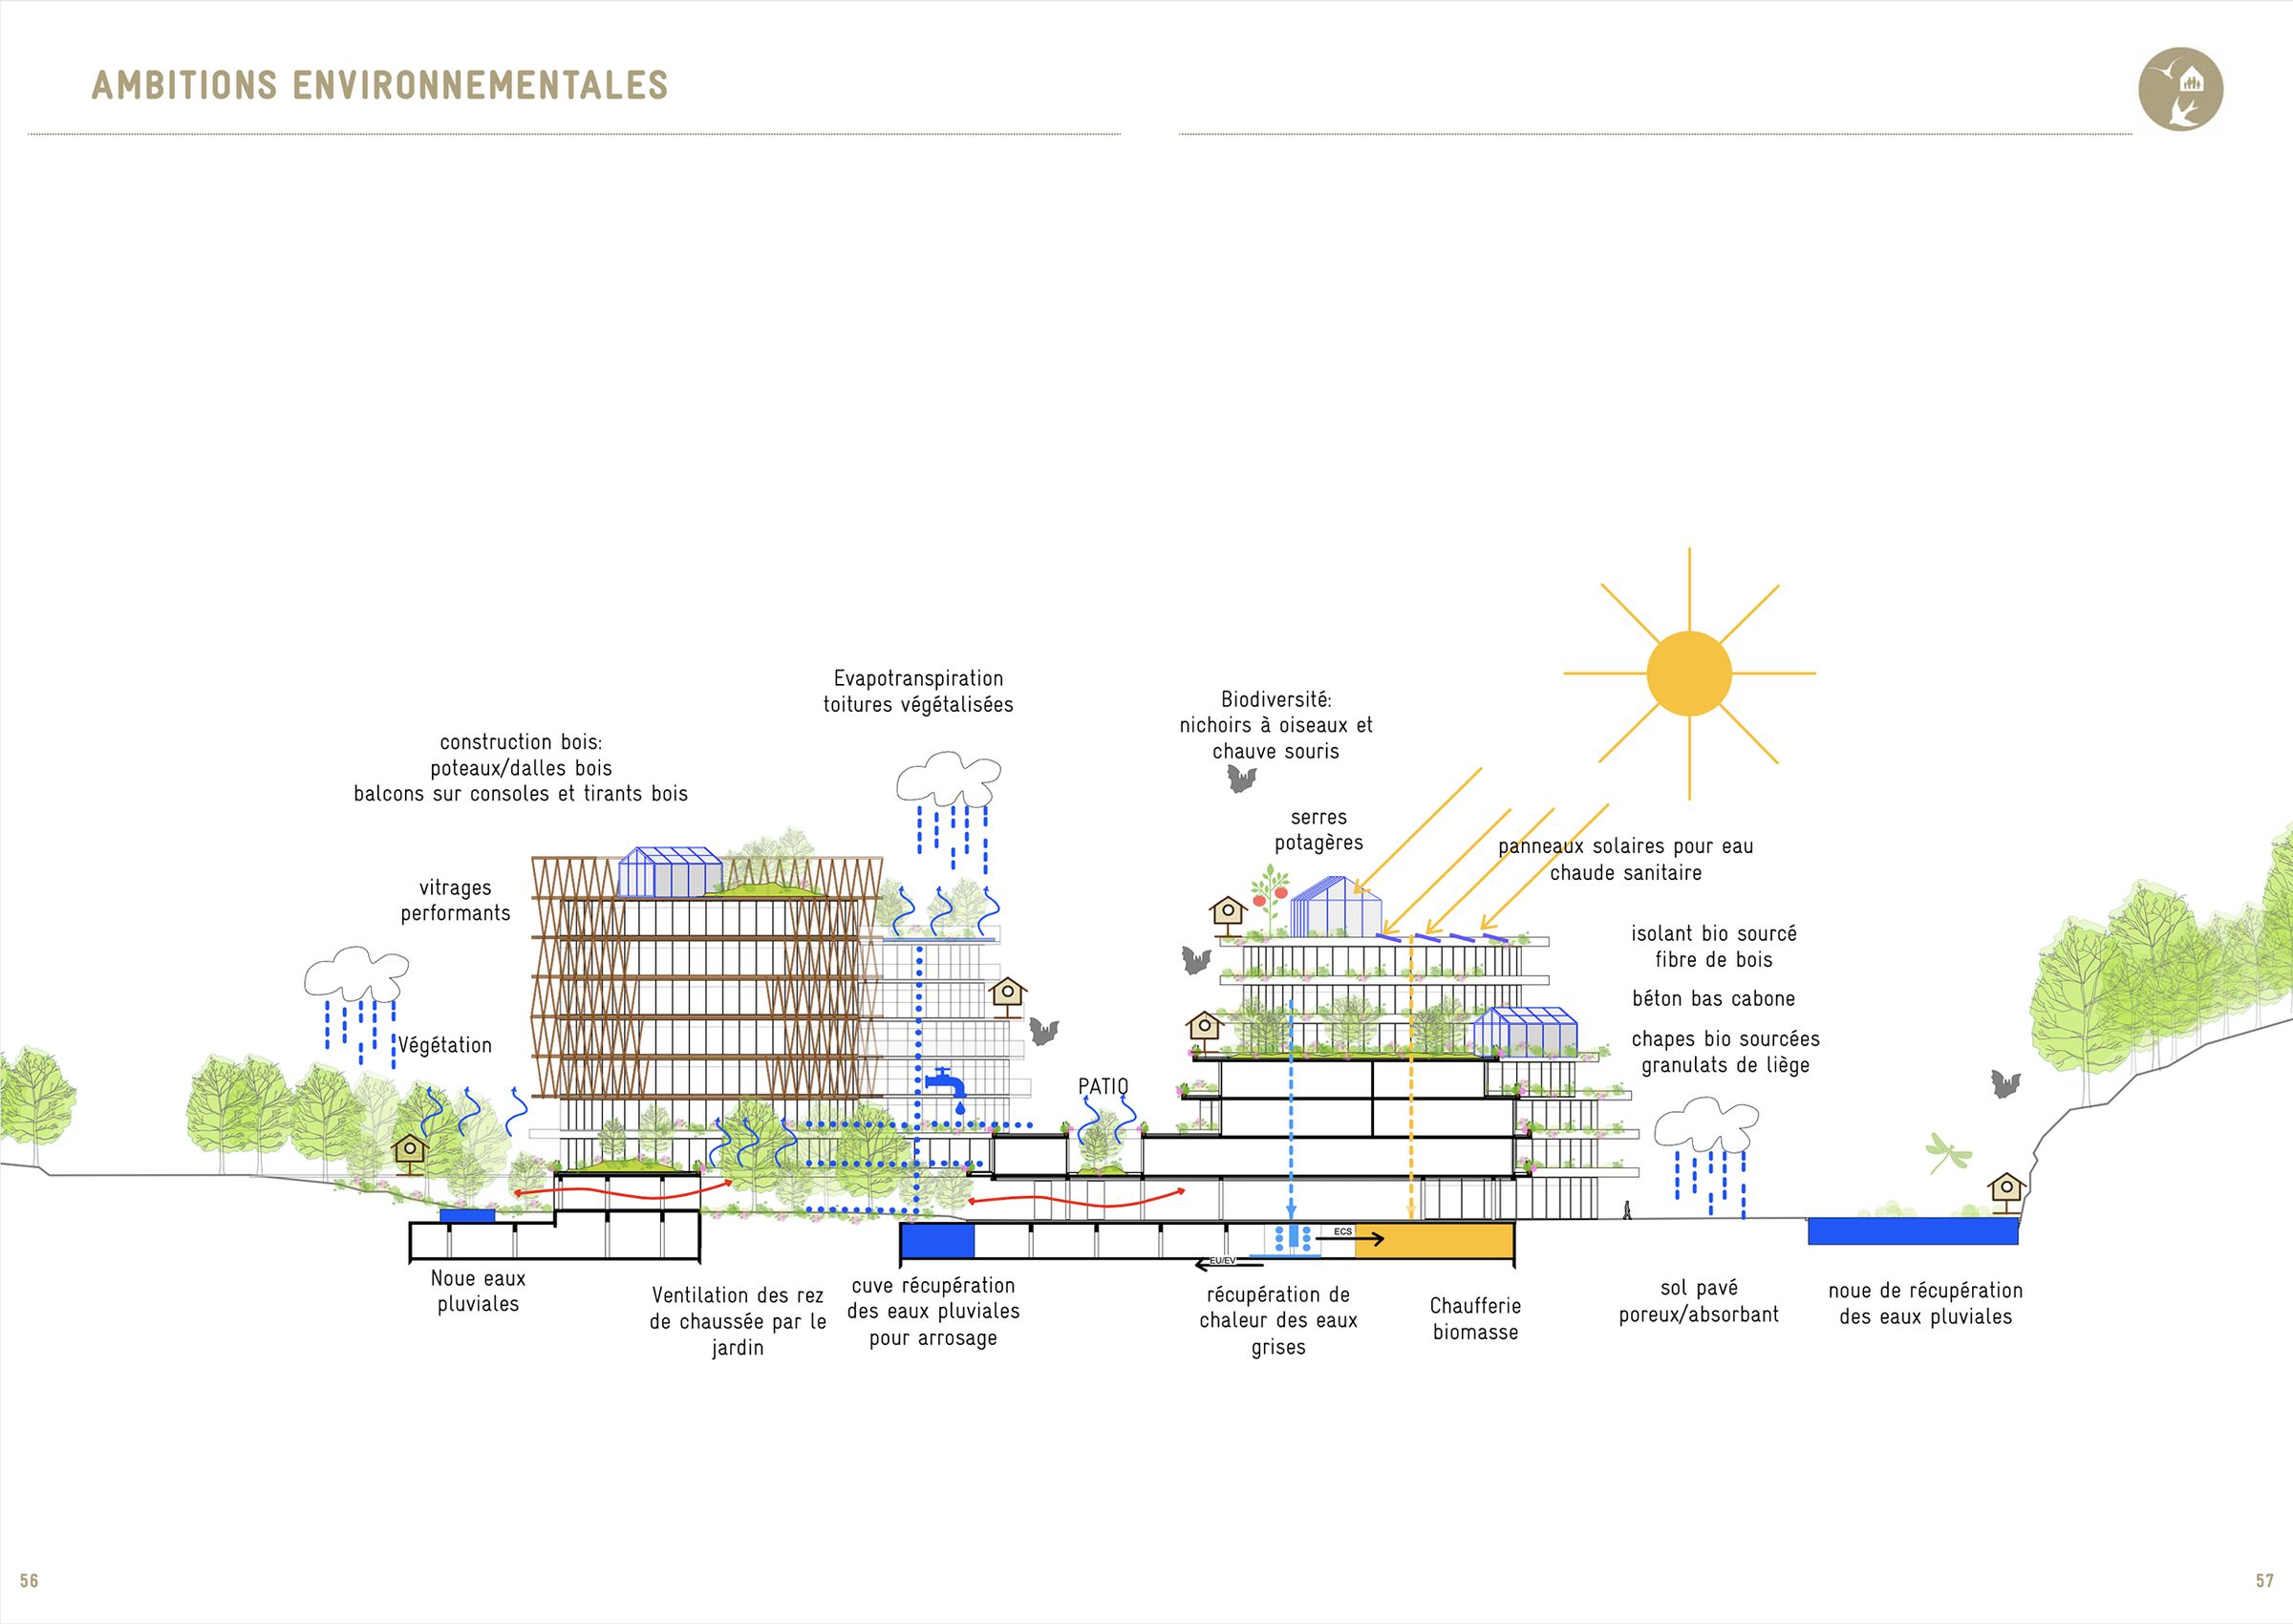 AMBITIONS ENVIRONNEMENTALES
Evapotranspiration
toitures végétalisées
Biodiversité:
nichoirs à oiseaux et
chauve souris
construction bois:
poteaux/dalles bois
balcons sur consoles et tirants bois
serres
potagères
panneaux solaires pour eau
chaude sanitaire
vitrages
performants
isolant bio sourcé
fibre de bois
béton bas cabone
chapes bio sourcées
granulats de liège
Végétation
PATIO
ECS
EU/EV
Noue eaux
pluviales
Ventilation des rez
de chaussée par le
jardin
cuve récupération
des eaux pluviales
pour arrosage
récupération de
chaleur des eaux
grises
Chaufferie
biomasse
sol pavé
poreux/absorbant
noue de récupération
des eaux pluviales
56
57